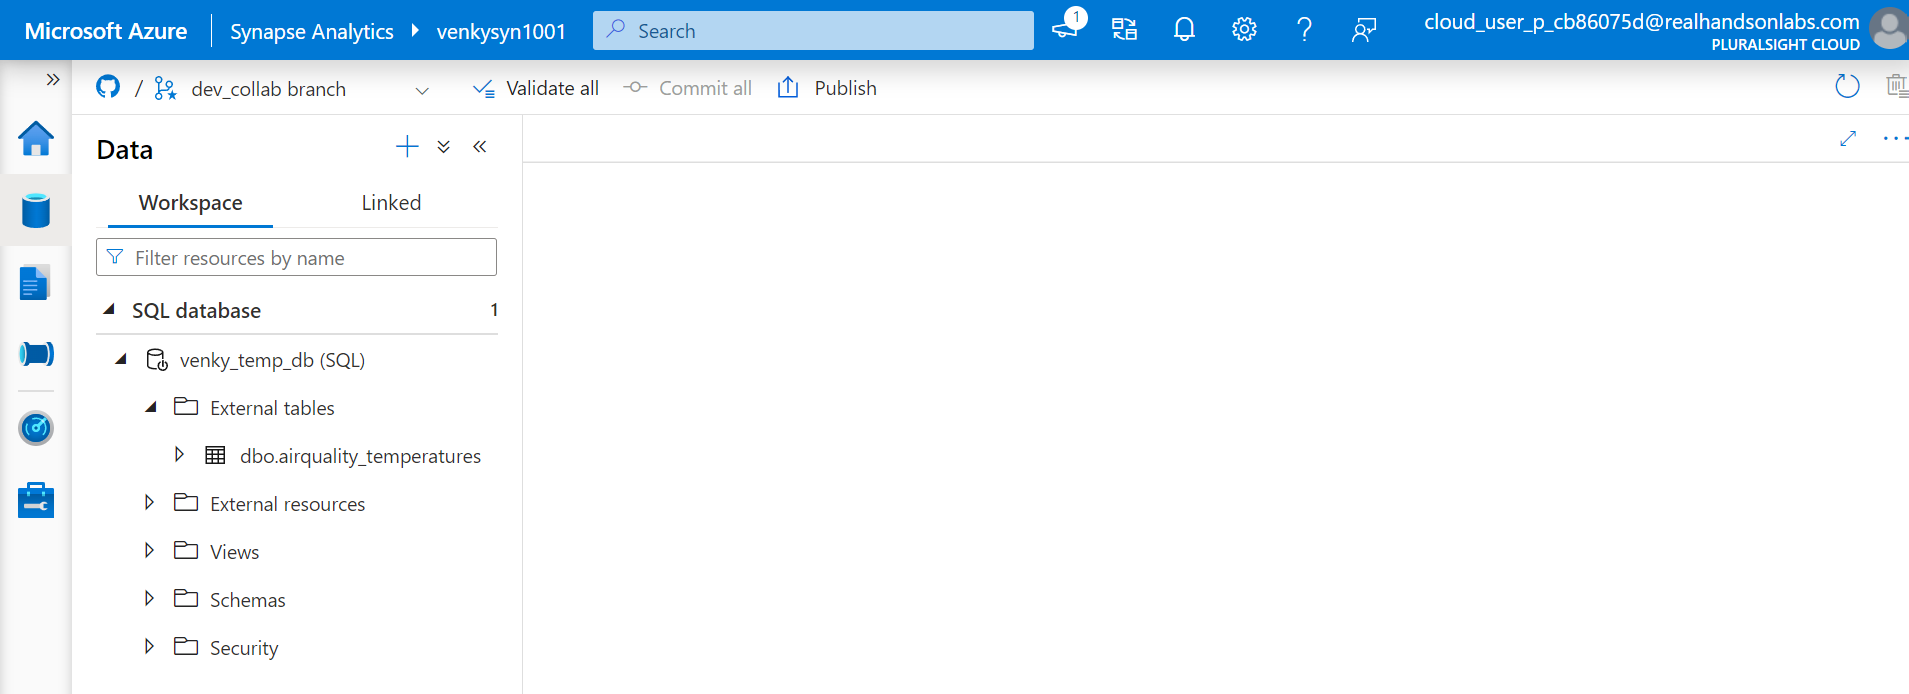 Microsoft Azure
Synapse Analytics
venkysyn1001
Search
1
cloud_user_p_cb86075d@realhandsonlabs.com
PLURALSIGHT CLOUD
/ dev_collab branch
Validate all
Commit all
Publish
Data
Workspace
Linked
Filter resources by name
SQL database
1
venky_temp_db (SQL)
External tables
dbo.airquality_temperatures
External resources
Views
Schemas
Security